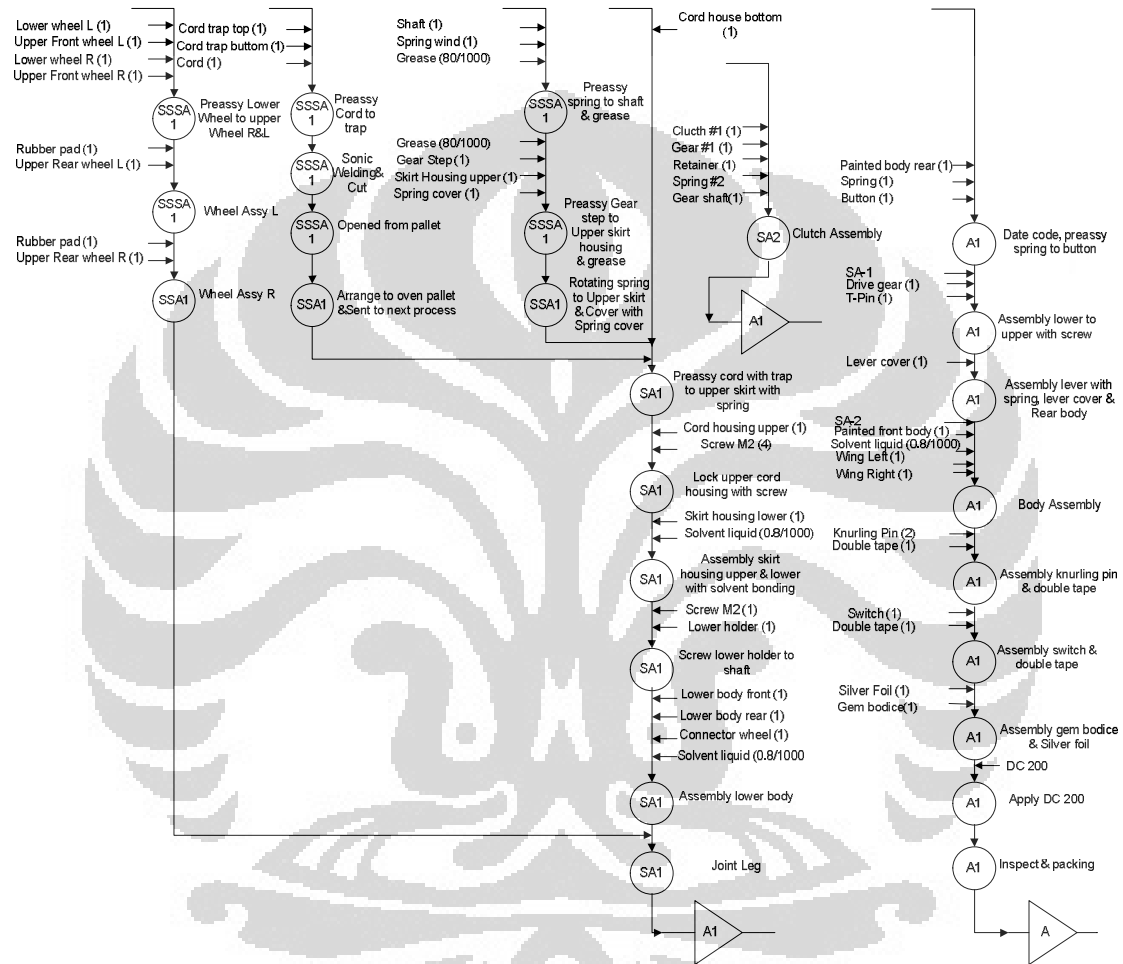 Lower wheel L (1)
Upper Front wheel L (1)
Lower wheel R (1)
Upper Front wheel R (1)
SSSA
1
Preassy Lower
Wheel to upper
Wheel R&L
Rubber pad (1)
Upper Rear wheel L (1)
SSSA
1
Wheel Assy L
Rubber pad (1)
Upper Rear wheel R (1)
SSA1
Wheel Assy R
Cord trap top (1)
Cord trap buttom (1)
Cord (1)
SSSA
1
Preassy
Cord to
trap
SSSA
1
Sonic
Welding&
Cut
SSSA
1
Opened from pallet
SSA1
Arrange to oven pallet
&Sent to next process
Shaft (1)
Spring wind (1)
Grease (80/1000)
SSSA
1
Preassy
spring to shaft
& grease
Grease (80/1000)
Gear Step (1)
Skirt Housing upper (1)
Spring cover (1)
SSSA
1
Preassy Gear
step to
Upper skirt
housing
& grease
SSA1
Rotating spring
to Upper skirt
& Cover with
Spring cover
Cord house bottom
(1)
SA1
Preassy cord with trap
to upper skirt with
spring
Cord housing upper (1)
Screw M2 (4)
SA1
Lock upper cord
housing with screw
Skirt housing lower (1)
Solvent liquid (0.8/1000)
SA1
Assembly skirt
housing upper & lower
with solvent bonding
Screw M2 (1)
Lower holder (1)
SA1
Screw lower holder to
shaft
Lower body front (1)
Lower body rear (1)
Connector wheel (1)
Solvent liquid (0.8/1000
SA1
Assembly lower body
SA1
Joint Leg
A1
Clucth #1 (1)
Gear #1 (1)
Retainer (1)
Spring #2
Gear shaft(1)
SA2
Clutch Assembly
A1
Painted body rear (1)
Spring (1)
Button (1)
A1
Date code, preassy
spring to button
SA-1
Drive gear (1)
T-Pin (1)
A1
Assembly lower to
upper with screw
Lever cover (1)
A1
Assembly lever with
spring, lever cover &
Rear body
SA-2
Painted front body (1)
Solvent liquid (0.8/1000)
Wing Left (1)
Wing Right (1)
A1
Body Assembly
Knurling Pin (2)
Double tape (1)
A1
Assembly knurling pin
& double tape
Switch (1)
Double tape (1)
A1
Assembly switch &
double tape
Silver Foil (1)
Gem bodice (1)
A1
Assembly gem bodice
& Silver foil
DC 200
A1
Apply DC 200
A1
Inspect & packing
A